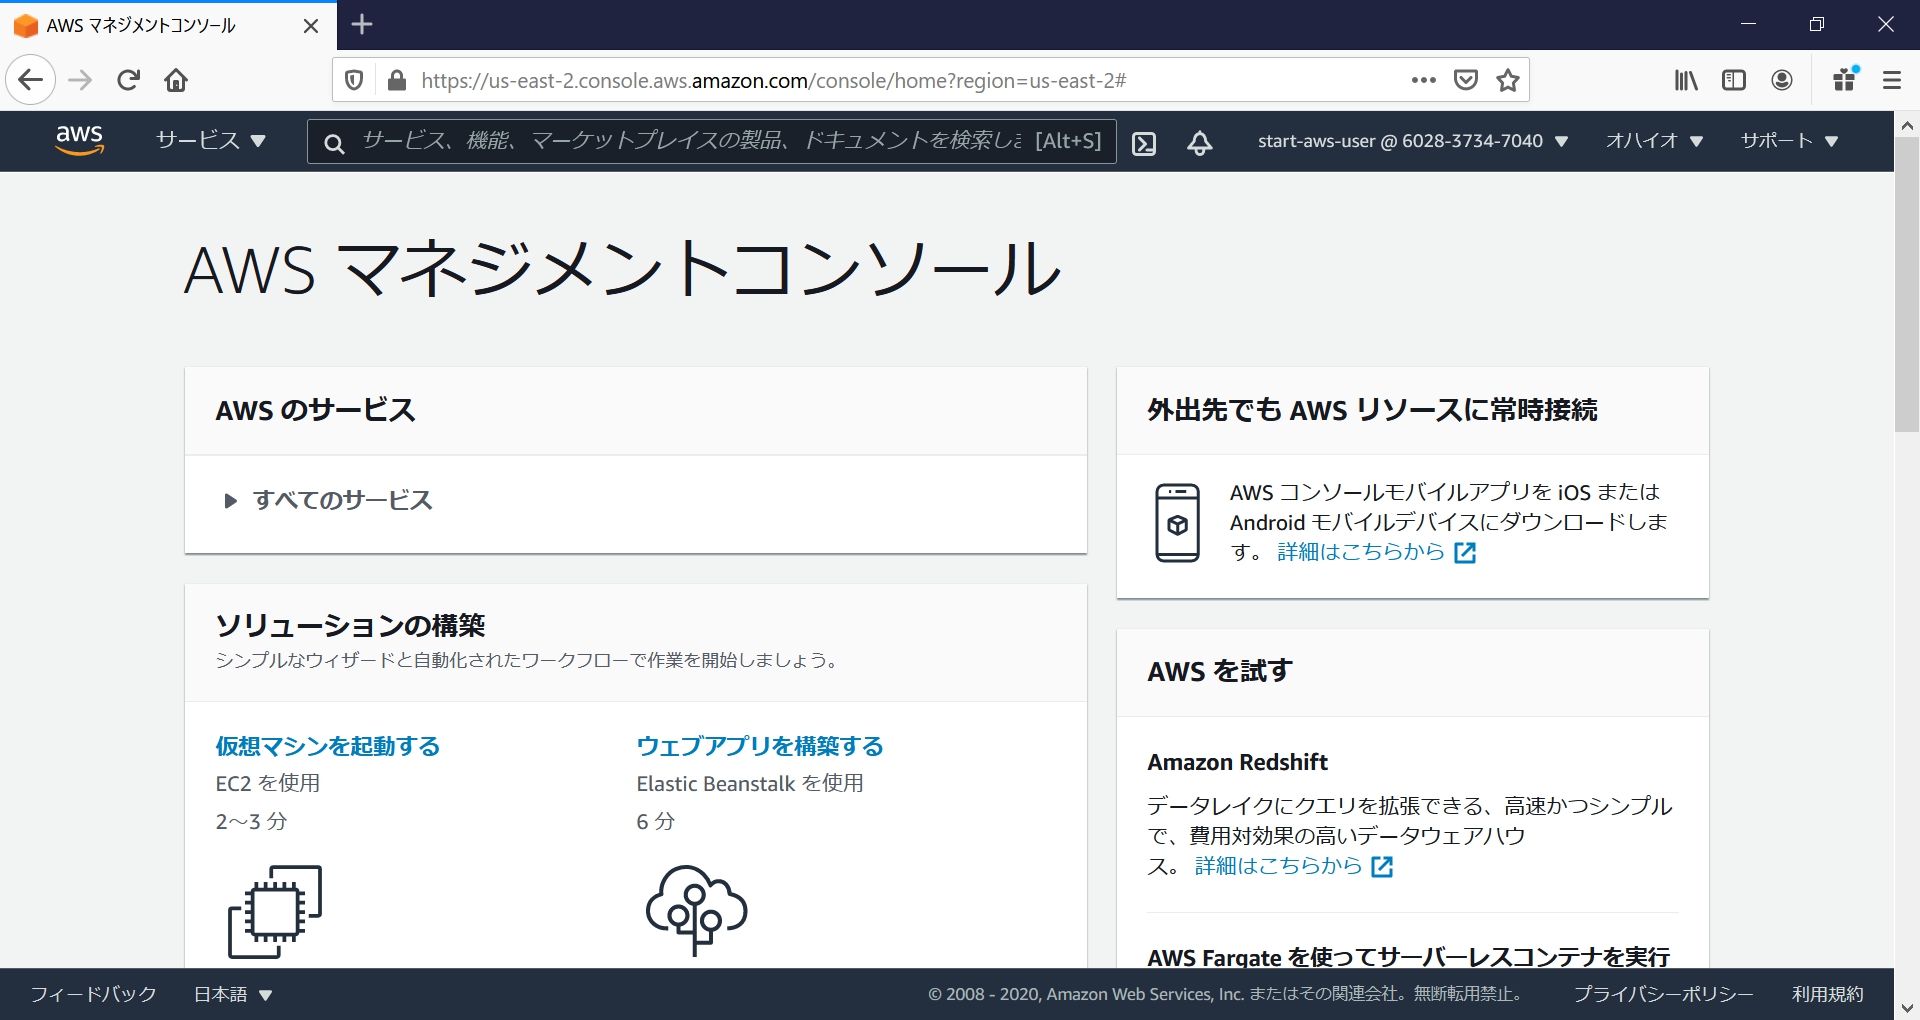 AWS マネジメントコンソール
https://us-east-2.console.aws.amazon.com/console/home?region=us-east-2#
aws サービス サービス、機能、マーケットプレイスの製品、ドキュメントを検索しま [Alt+S] start-aws-user @ 6028-3734-7040 オハイオ サポート
AWS マネジメントコンソール
AWS のサービス
すべてのサービス
ソリューションの構築
シンプルなウィザードと自動化されたワークフローで作業を開始しましょう。
仮想マシンを起動する
EC2 を使用
2～3 分
ウェブアプリを構築する
Elastic Beanstalk を使用
6 分
外出先でも AWS リソースに常時接続
AWS コンソールモバイルアプリを iOS または
Android モバイルデバイスにダウンロードしま
す。 詳細はこちらから
AWS を試す
Amazon Redshift
データレイクにクエリを拡張できる、高速かつシンプル
で、費用対効果の高いデータウェアハウ
ス。 詳細はこちらから
AWS Fargate を使ってサーバーレスコンテナを実行
フィードバック 日本語 © 2008 - 2020, Amazon Web Services, Inc. またはその関連会社。無断転用禁止。 プライバシーポリシー 利用規約